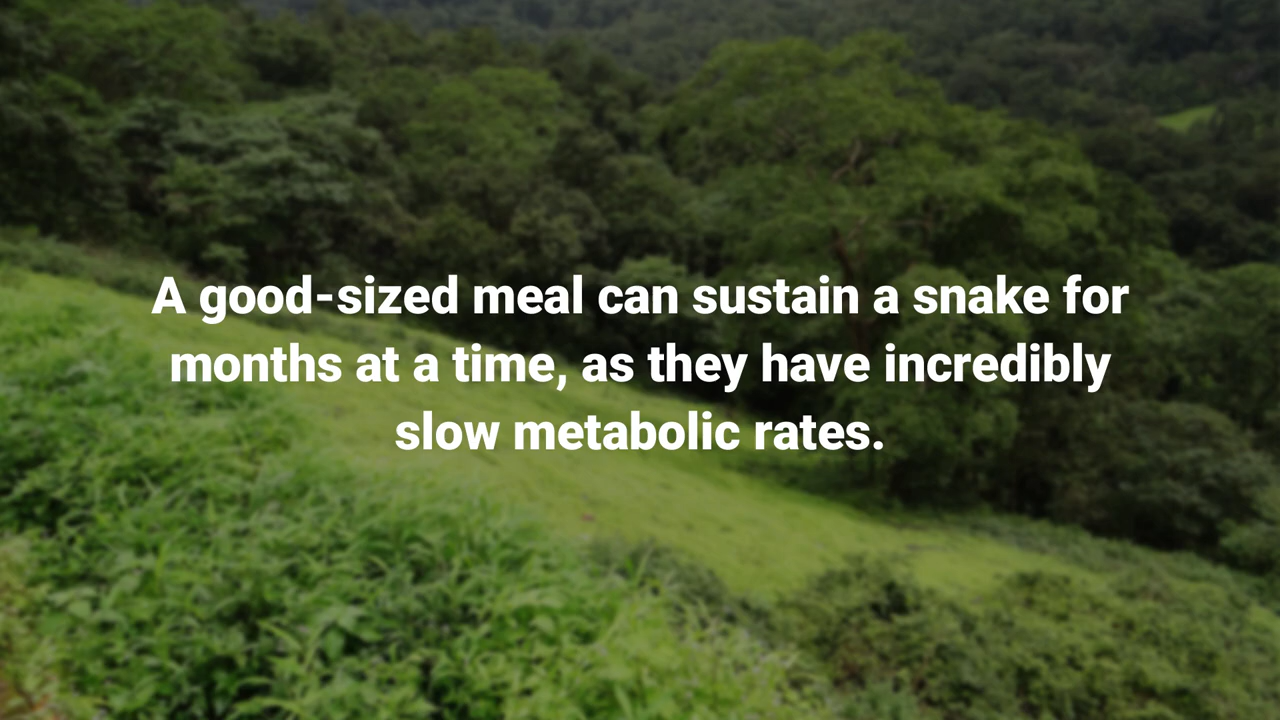 A good-sized meal can sustain a snake for
months at a time, as they have incredibly
slow metabolic rates.